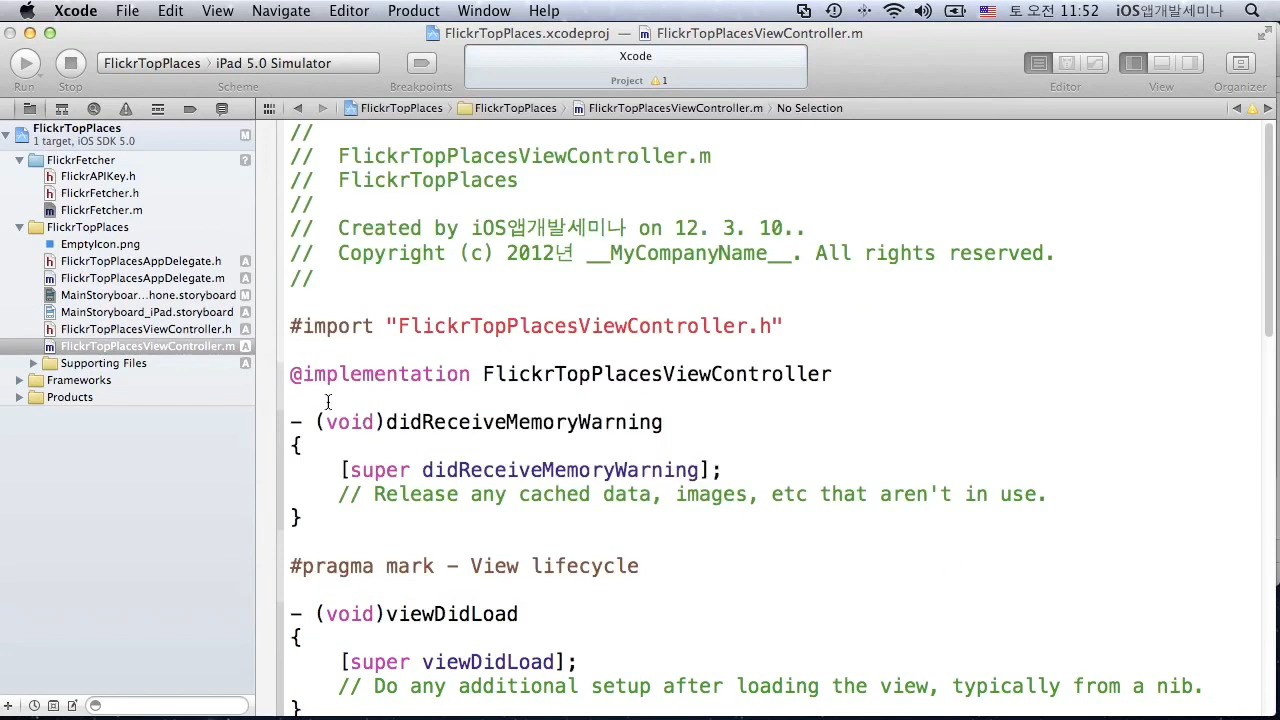 Xcode File Edit View Navigate Editor Product Window Help 토 오전 11:52 iOS앱개발세미나
FlickrTopPlaces.xcodeproj — FlickrTopPlacesViewController.m
FlickrTopPlaces › iPad 5.0 Simulator
Xcode
Project 1
Run Stop Scheme Breakpoints Editor View Organizer
FlickrTopPlaces › FlickrTopPlaces › FlickrTopPlacesViewController.m › No Selection
FlickrTopPlaces M
1 target, iOS SDK 5.0
FlickrFetcher ?
FlickrAPIKey.h
FlickrFetcher.h
FlickrFetcher.m
FlickrTopPlaces
EmptyIcon.png
FlickrTopPlacesAppDelegate.h A
FlickrTopPlacesAppDelegate.m A
MainStoryboar...hone.storyboard M
MainStoryboard_iPad.storyboard A
FlickrTopPlacesViewController.h A
FlickrTopPlacesViewController.m A
Supporting Files A
Frameworks
Products
//
// FlickrTopPlacesViewController.m
// FlickrTopPlaces
//
// Created by iOS앱개발세미나 on 12. 3. 10..
// Copyright (c) 2012년 __MyCompanyName__. All rights reserved.
//
#import "FlickrTopPlacesViewController.h"
@implementation FlickrTopPlacesViewController
- (void)didReceiveMemoryWarning
{
[super didReceiveMemoryWarning];
// Release any cached data, images, etc that aren't in use.
}
#pragma mark - View lifecycle
- (void)viewDidLoad
{
[super viewDidLoad];
// Do any additional setup after loading the view, typically from a nib.
}